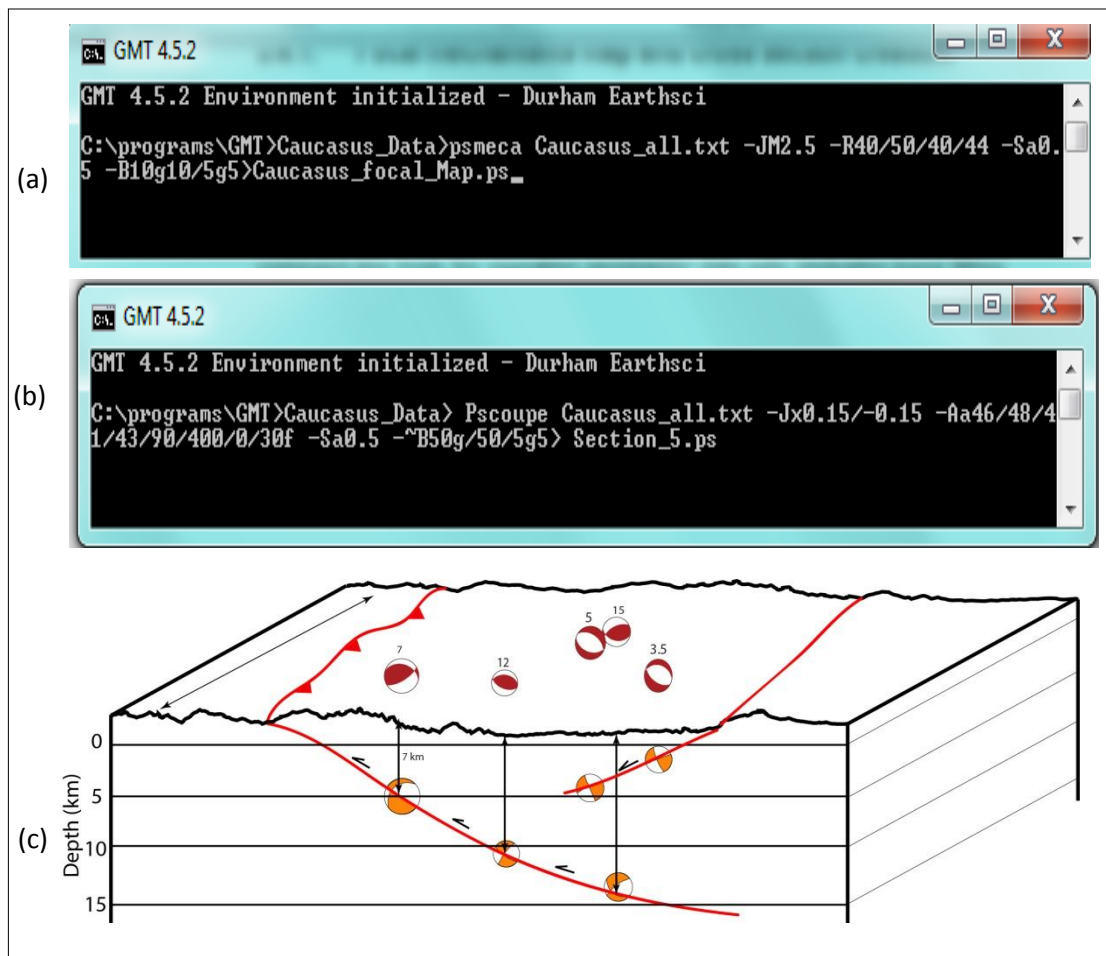 (a)
GMT 4.5.2
GMT 4.5.2 Environment initialized - Durham Earthsci
C:\programs\GMT>Caucasus_Data>psmeca Caucasus_all.txt -JM2.5 -R40/50/40/44 -Sa0.
5 -B10g10/5g5>Caucasus_focal_Map.ps_
(b)
GMT 4.5.2
GMT 4.5.2 Environment initialized - Durham Earthsci
C:\programs\GMT>Caucasus_Data> Pscoupe Caucasus_all.txt -Jx0.15/-0.15 -Aa46/48/4
1/43/90/400/0/30f -Sa0.5 -~B50g/50/5g5> Section_5.ps
(c)
5
15
7
12
3.5
0
7 km
5
10
15
Depth (km)